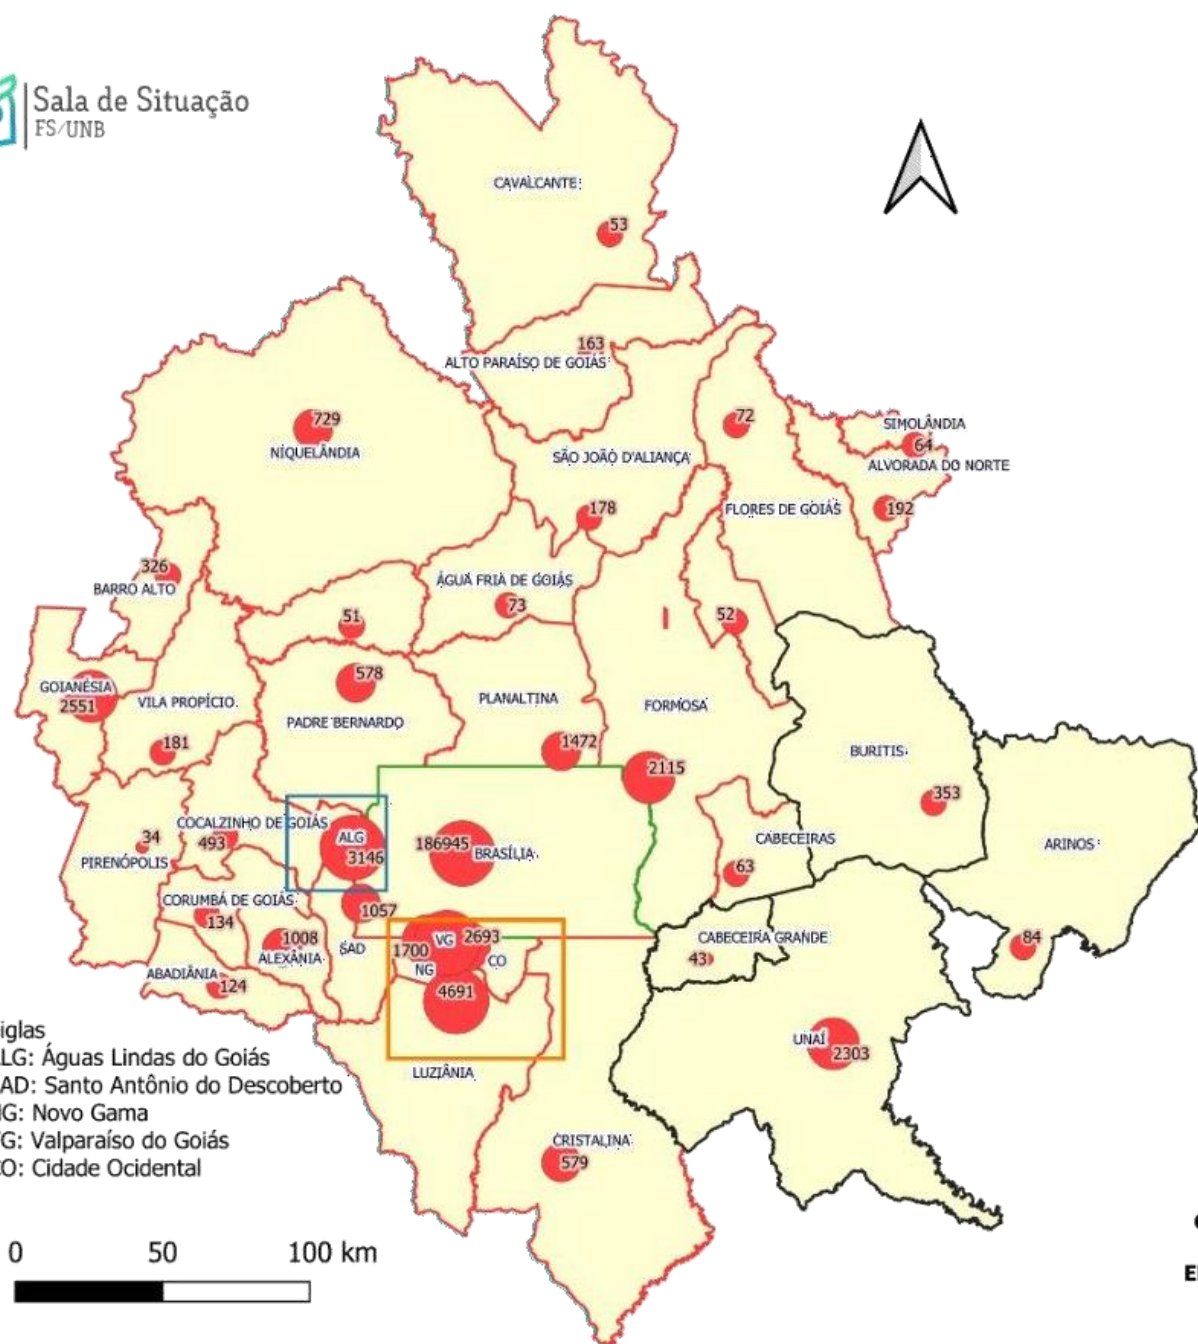 Sala de Situação
FS/UNB
CAVALCANTE
53
163
ALTO PARAÍSO DE GOIÁS
729
NIQUELÂNDIA
72
SIMOLÂNDIA
64
SÃO JOÃO D'ALIANÇA
ALVORADA DO NORTE
178
FLORES DE GOIÁS
192
326
BARRO ALTO
ÁGUA FRIA DE GOIÁS
73
51
52
578
GOIANÉSIA
2551
VILA PROPÍCIO
PADRE BERNARDO
PLANALTINA
FORMOSA
181
1472
2115
BURITIS
353
COCALZINHO DE GOIÁS
493
ALG
3146
186945
BRASÍLIA
34
PIRENÓPOLIS
CABECEIRAS
63
ARINOS
CORUMBÁ DE GOIÁS
134
1057
1008
ALEXÂNIA
SAD
1700
VG
2693
NG
CO
CABECEIRA GRANDE
43
84
ABADIÂNIA
124
4691
UNAÍ
2303
LUZIÂNIA
CRISTALINA
579
iglas
LG: Águas Lindas do Goiás
AD: Santo Antônio do Descoberto
IG: Novo Gama
G: Valparaíso do Goiás
O: Cidade Ocidental
0 50 100 km